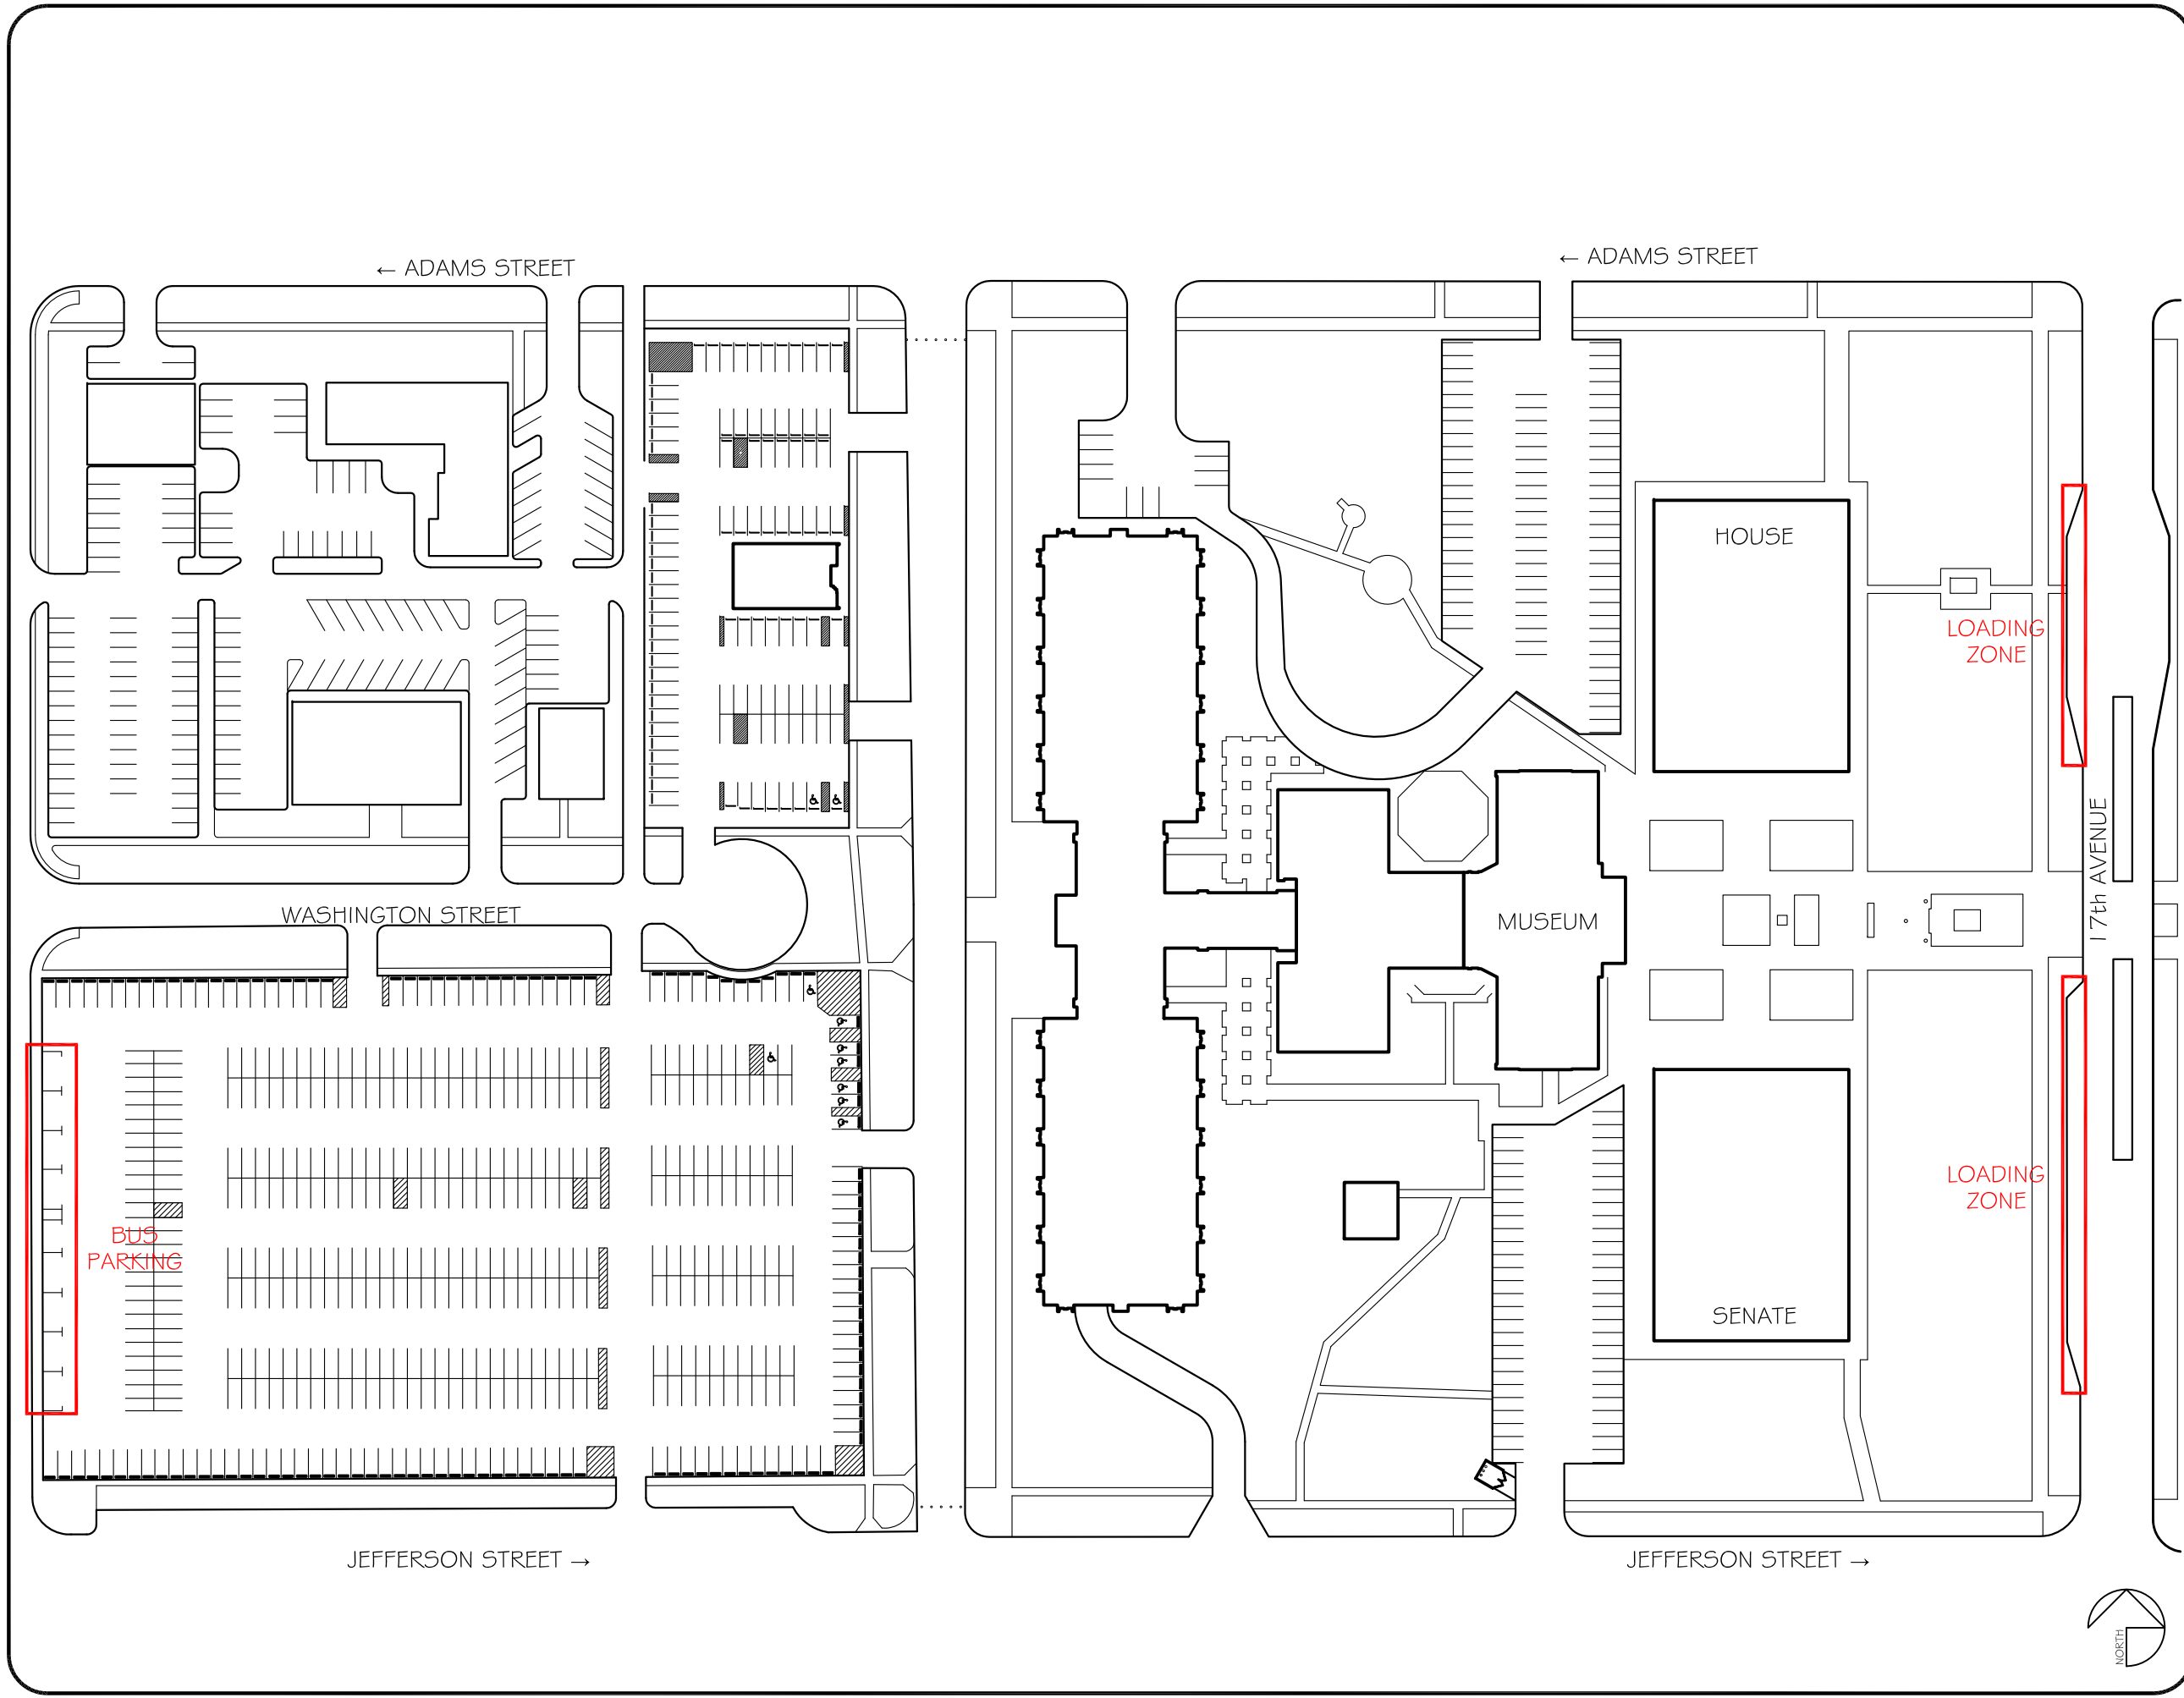 ← ADAMS STREET
← ADAMS STREET
HOUSE
LOADING
ZONE
17th AVENUE
WASHINGTON STREET
MUSEUM
LOADING
ZONE
BUS
PARKING
SENATE
JEFFERSON STREET →
JEFFERSON STREET →
NORTH